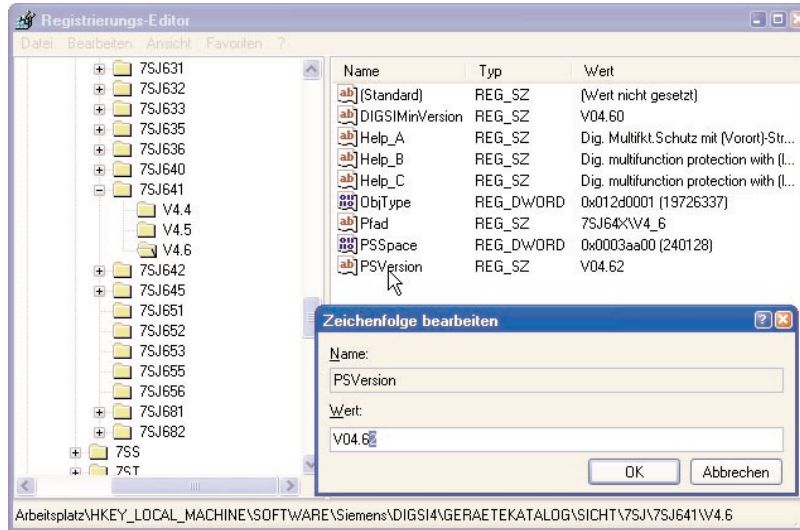 Registrierungs-Editor
Datei Bearbeiten Ansicht Favoriten ?
7SJ631
7SJ632
7SJ633
7SJ635
7SJ636
7SJ640
7SJ641
V4.4
V4.5
V4.6
7SJ642
7SJ645
7SJ651
7SJ652
7SJ653
7SJ655
7SJ656
7SJ681
7SJ682
7SS
7ST
Name Typ Wert
(Standard) REG_SZ (Wert nicht gesetzt)
DIGSIMinVersion REG_SZ V04.60
Help_A REG_SZ Dig. Multifkt.Schutz mit (Vorort)-Str...
Help_B REG_SZ Dig. multifunction protection with (l...
Help_C REG_SZ Dig. multifunction protection with (l...
ObjType REG_DWORD 0x012d0001 (19726337)
Pfad REG_SZ 7SJ64X\V4_6
PSSpace REG_DWORD 0x0003aa00 (240128)
PSVersion REG_SZ V04.62
Zeichenfolge bearbeiten
Name:
PSVersion
Wert:
V04.62
OK Abbrechen
Arbeitsplatz\HKEY_LOCAL_MACHINE\SOFTWARE\Siemens\DIGSI4\GERAETEKATALOG\SICHT\7SJ\7SJ641\V4.6